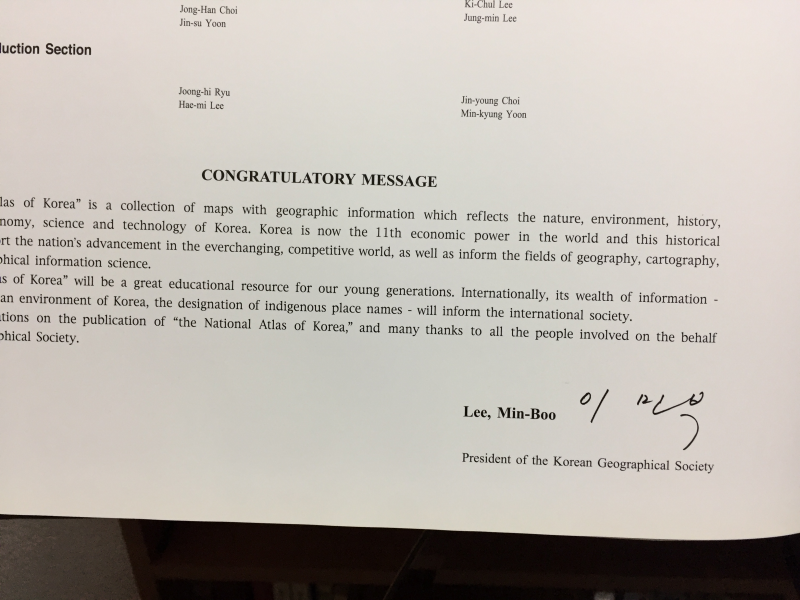 Jong-Han Choi
Jin-su Yoon
Ki-Chul Lee
Jung-min Lee
uction Section
Joong-hi Ryu
Hae-mi Lee
Jin-young Choi
Min-kyung Yoon
CONGRATULATORY MESSAGE
las of Korea” is a collection of maps with geographic information which reflects the nature, environment, history,
nomy, science and technology of Korea. Korea is now the 11th economic power in the world and this historical
rt the nation's advancement in the everchanging, competitive world, as well as inform the fields of geography, cartography,
phical information science.
as of Korea” will be a great educational resource for our young generations. Internationally, its wealth of information -
an environment of Korea, the designation of indigenous place names - will inform the international society.
tions on the publication of “the National Atlas of Korea,” and many thanks to all the people involved on the behalf
phical Society.
Lee, Min-Boo
President of the Korean Geographical Society